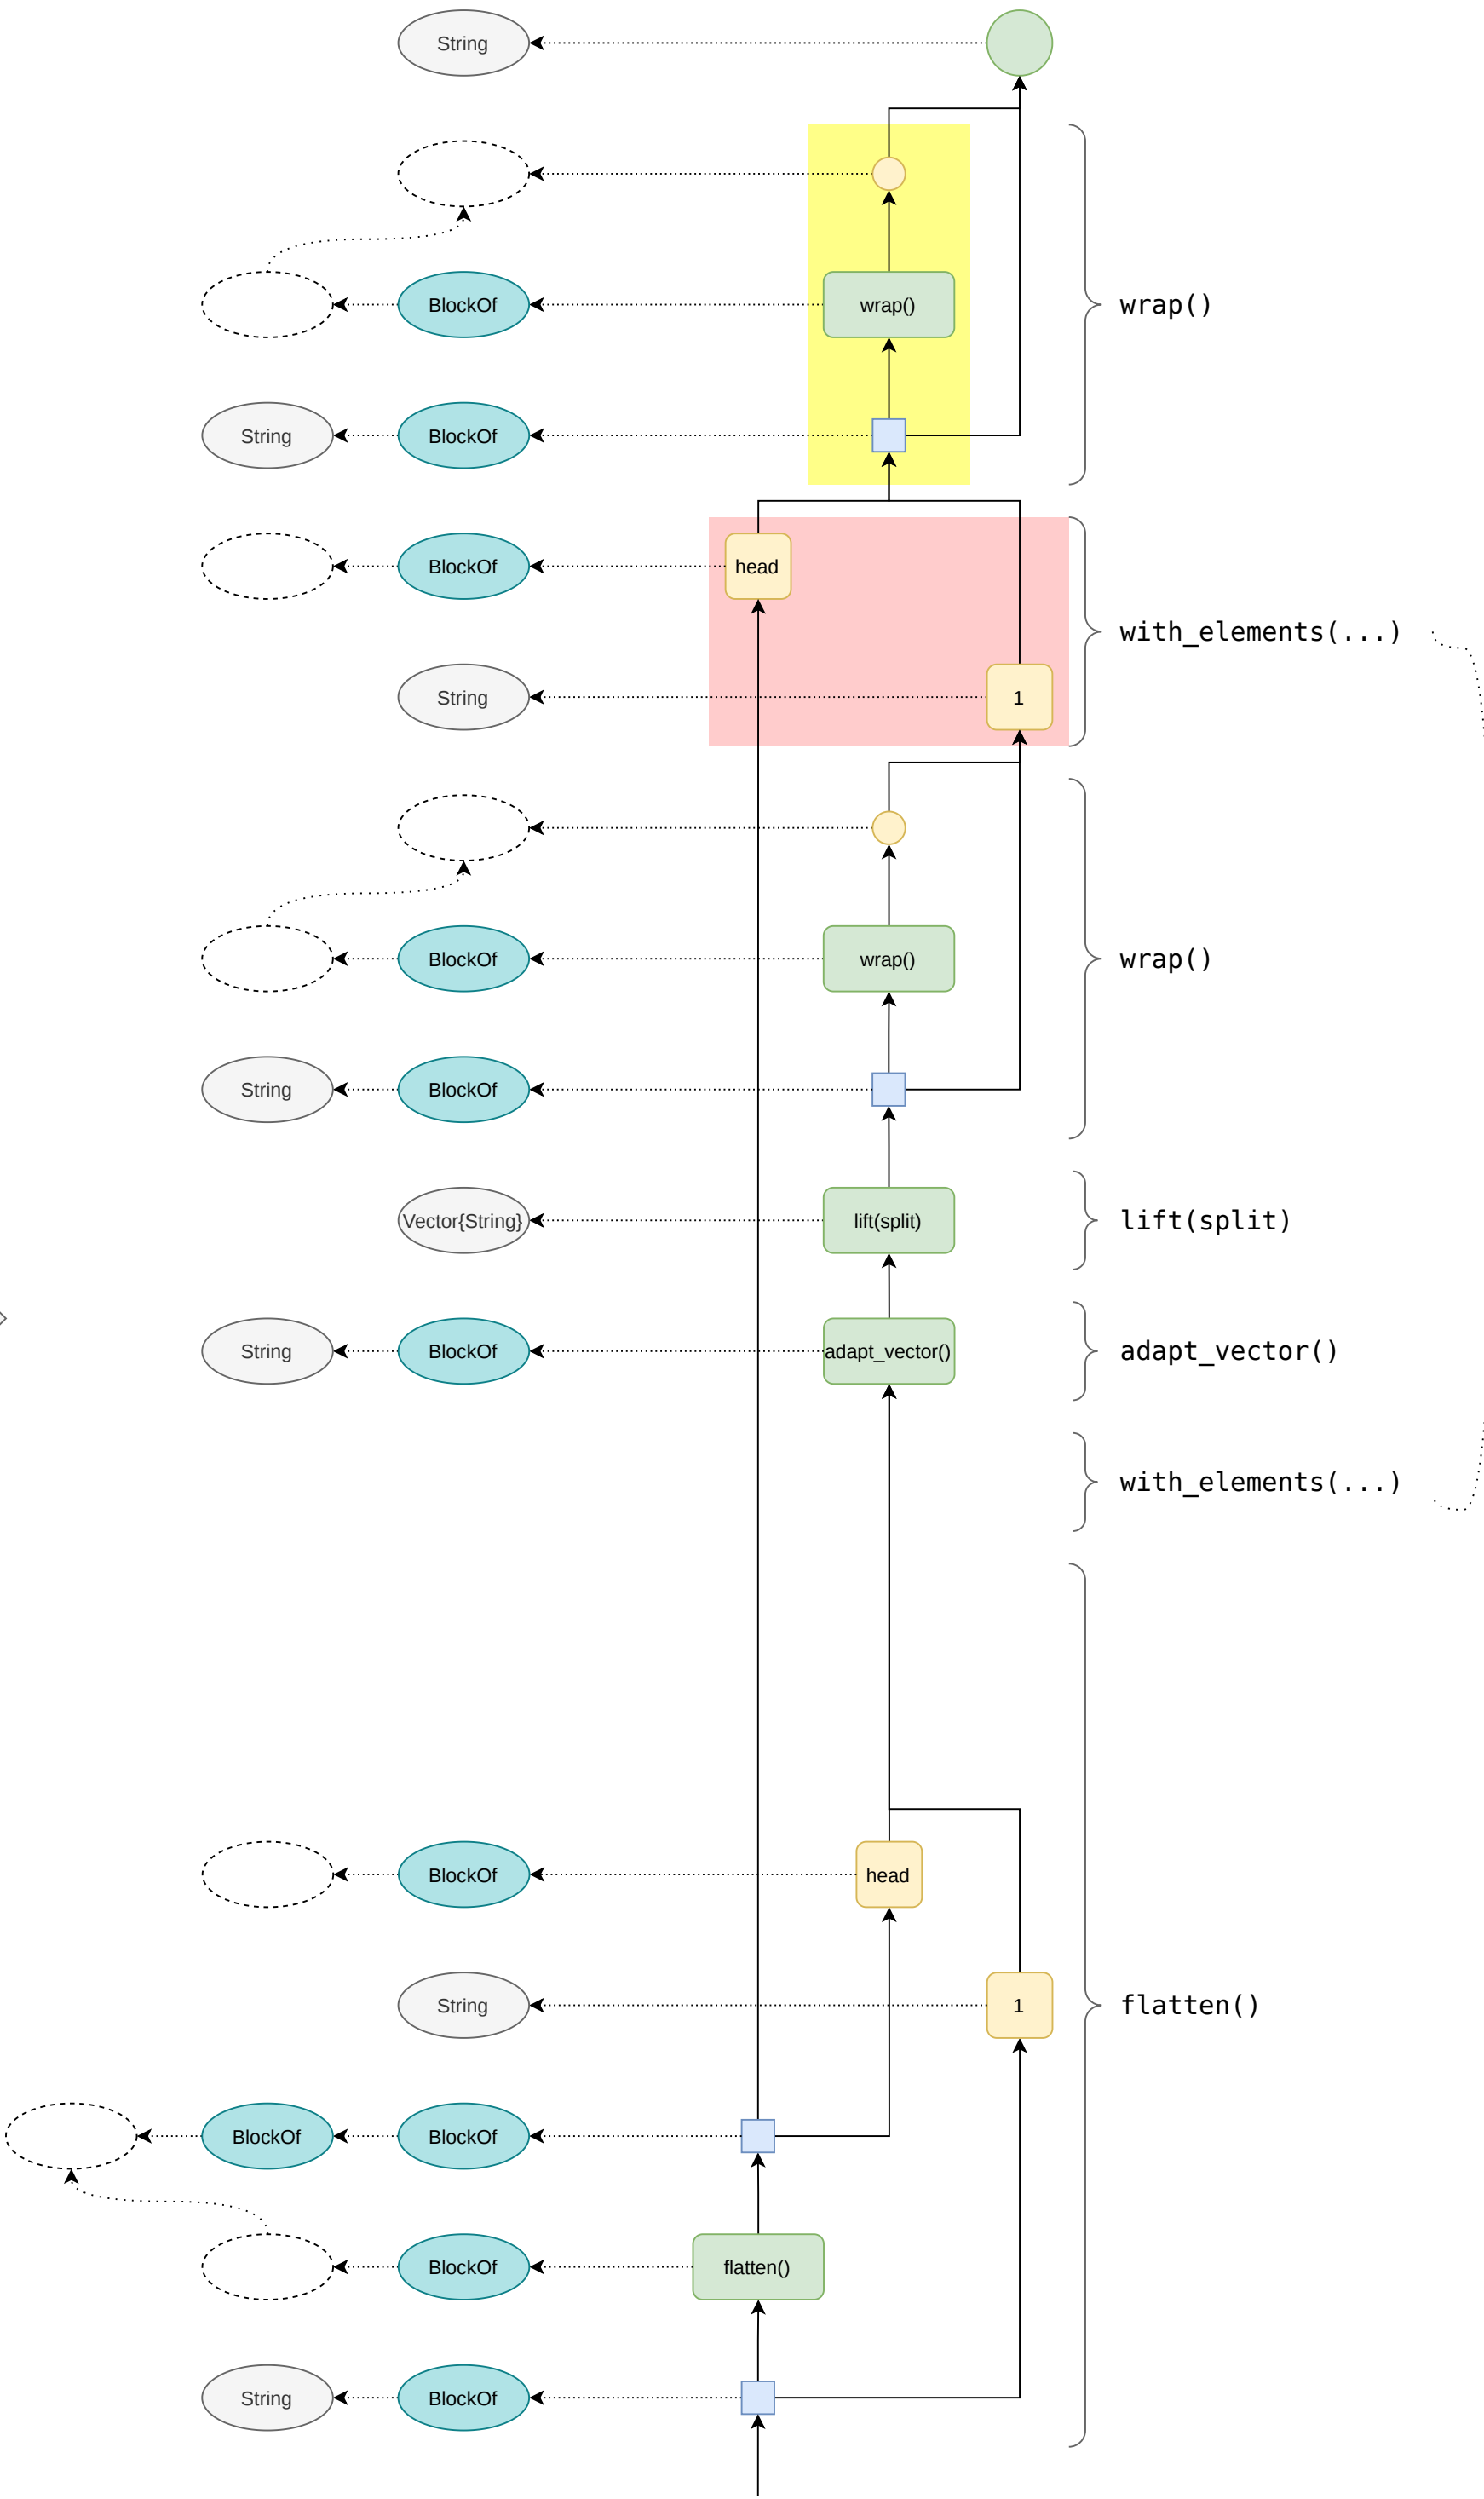 String
BlockOf wrap() wrap()
String BlockOf
BlockOf head
with_elements(...)
String 1
BlockOf wrap() wrap()
String BlockOf
Vector{String} lift(split) lift(split)
String BlockOf adapt_vector() adapt_vector()
with_elements(...)
BlockOf head
String 1 flatten()
BlockOf BlockOf
BlockOf flatten()
String BlockOf